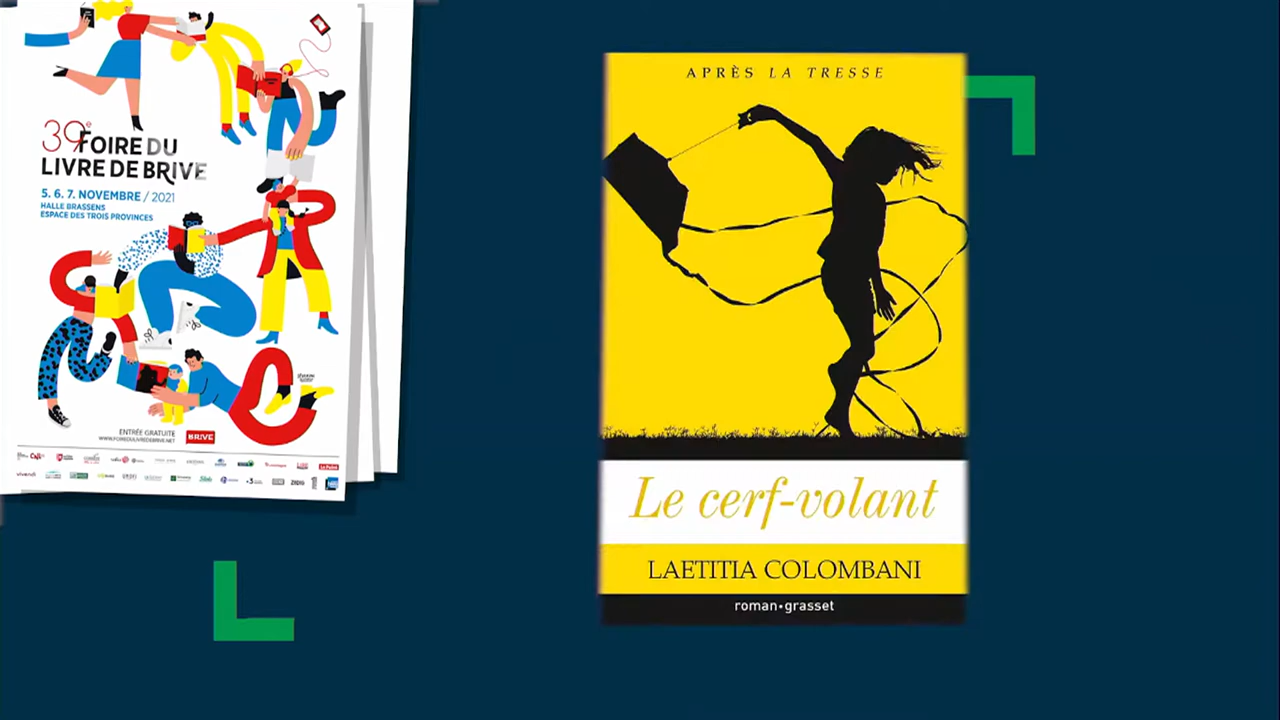 39e FOIRE DU
LIVRE DE BRIVE
5. 6. 7. NOVEMBRE / 2021
HALLE BRASSENS
ESPACE DES TROIS PROVINCES
ENTRÉE GRATUITE
WWW.FOIREDULIVREDEBRIVE.NET
BRIVE
vivendi
APRÈS LA TRESSE
Le cerf-volant
LAETITIA COLOMBANI
roman•grasset